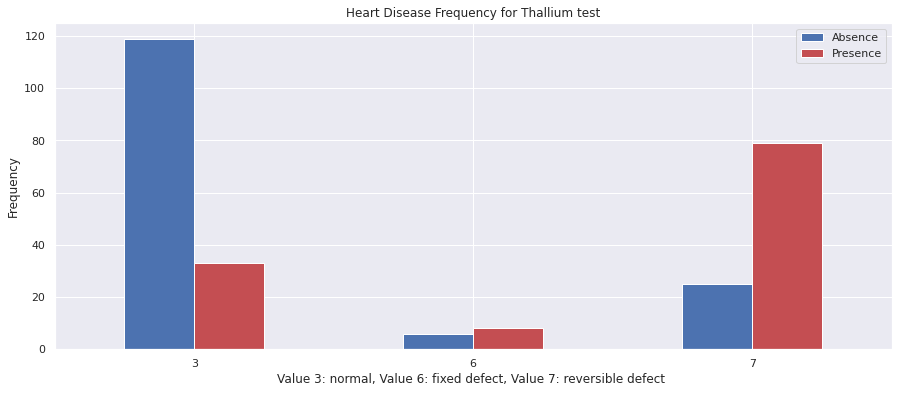 Heart Disease Frequency for Thallium test
Absence
Presence
120
100
80
60
40
20
0
Frequency
3 6 7
Value 3: normal, Value 6: fixed defect, Value 7: reversible defect